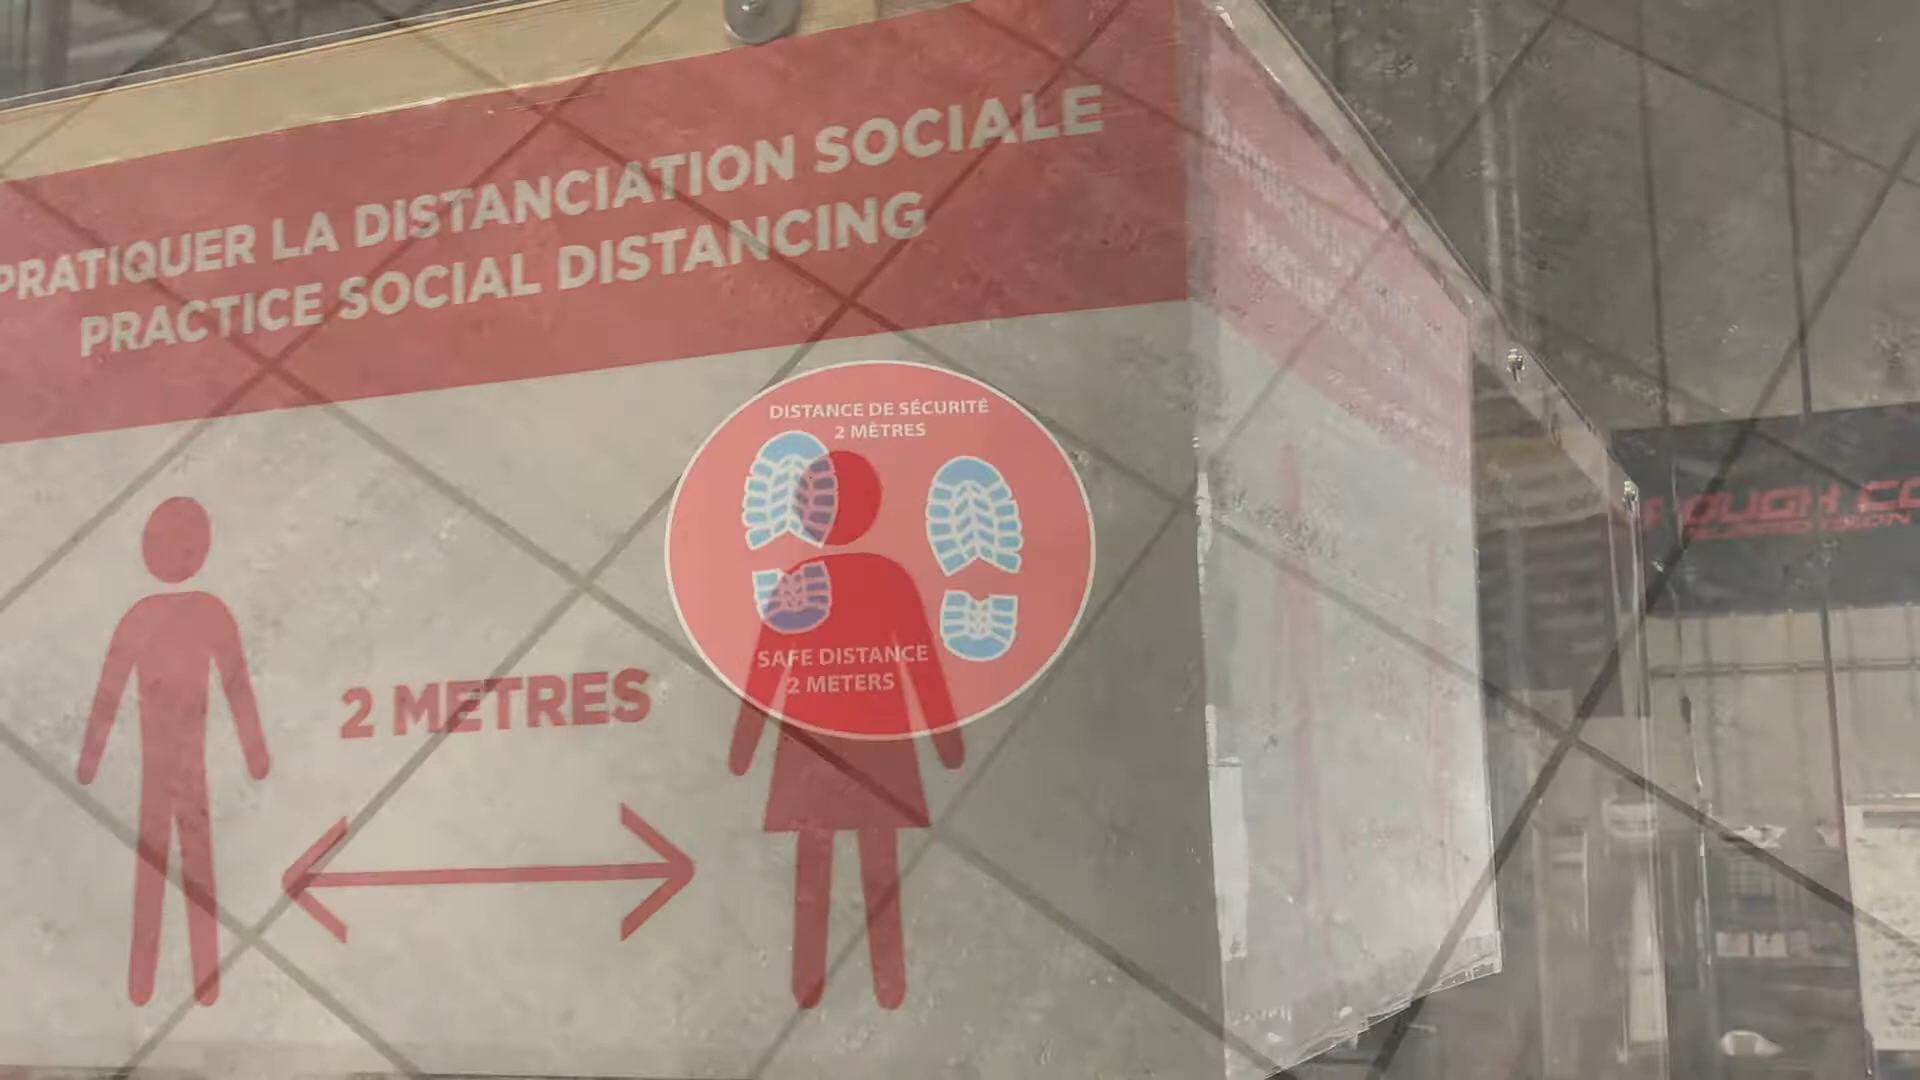 PRATIQUER LA DISTANCIATION SOCIALE
PRACTICE SOCIAL DISTANCING
DISTANCE DE SÉCURITÉ
2 MÈTRES
SAFE DISTANCE
2 METERS
2 METRES